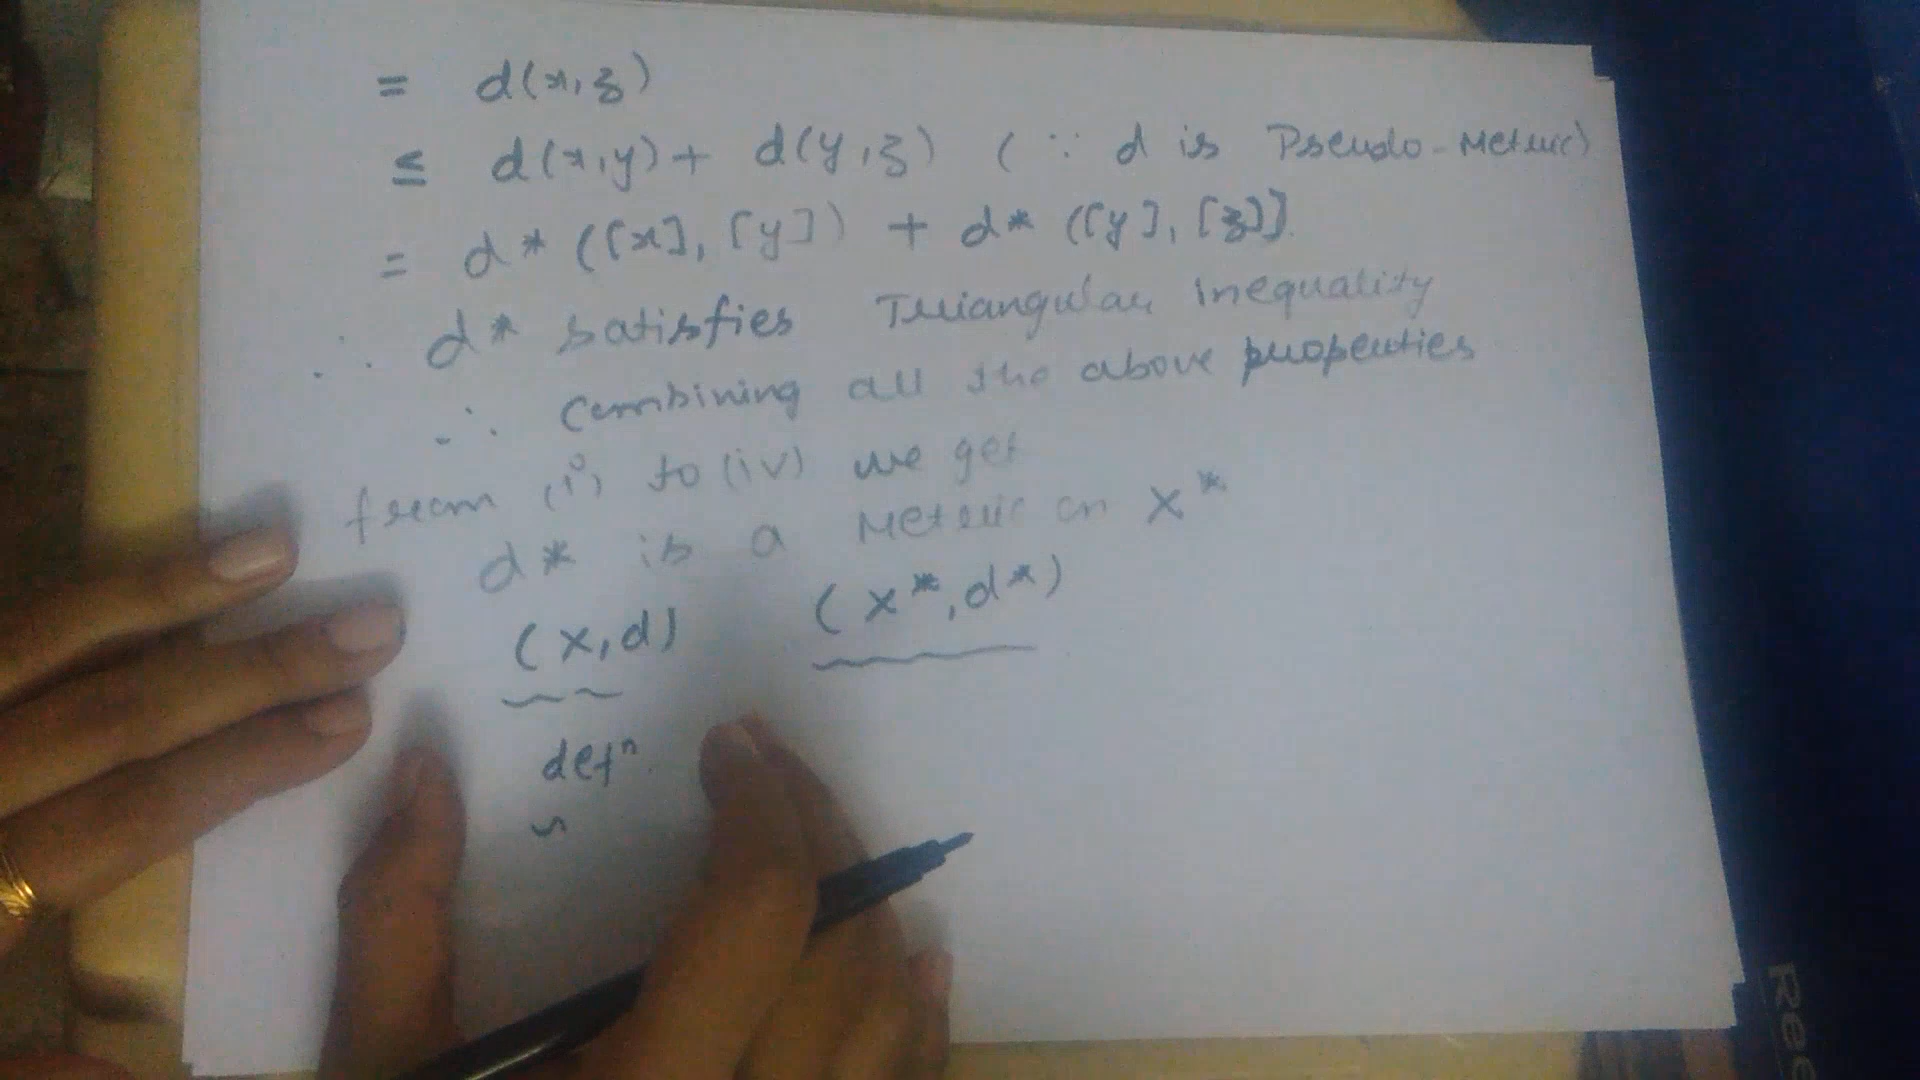 = d(x,z)
≤ d(x,y) + d(y,z) (∵ d is Pseudo-Metric)
= d* ([x], [y]) + d* ([y], [z])
∴ d* satisfies Triangular inequality
∴ Combining all the above properties
from (i) to (iv) we get
d* is a Metric on X*
(X,d) (X*,d*)
defⁿ.
Ree